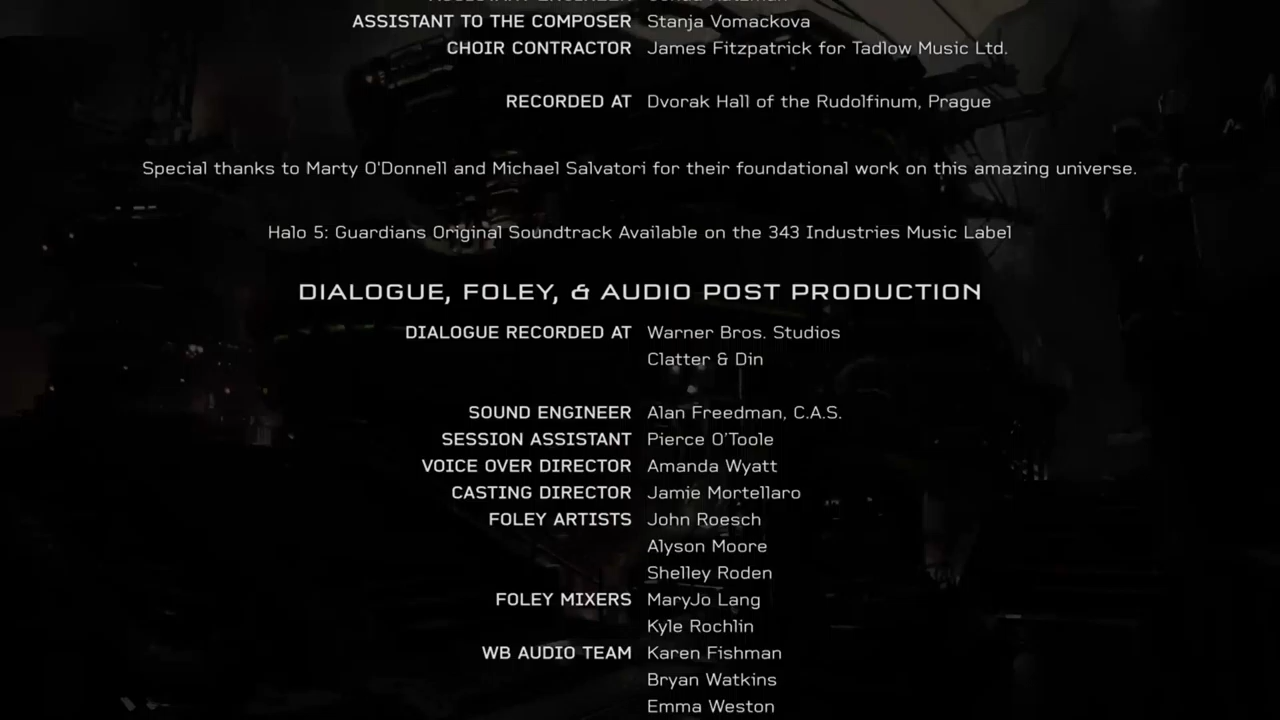 ASSISTANT TO THE COMPOSER Stanja Vomackova
CHOIR CONTRACTOR James Fitzpatrick for Tadlow Music Ltd.
RECORDED AT Dvorak Hall of the Rudolfinum, Prague
Special thanks to Marty O'Donnell and Michael Salvatori for their foundational work on this amazing universe.
Halo 5: Guardians Original Soundtrack Available on the 343 Industries Music Label
DIALOGUE, FOLEY, & AUDIO POST PRODUCTION
DIALOGUE RECORDED AT Warner Bros. Studios
Clatter & Din
SOUND ENGINEER Alan Freedman, C.A.S.
SESSION ASSISTANT Pierce O'Toole
VOICE OVER DIRECTOR Amanda Wyatt
CASTING DIRECTOR Jamie Mortellaro
FOLEY ARTISTS John Roesch
Alyson Moore
Shelley Roden
FOLEY MIXERS MaryJo Lang
Kyle Rochlin
WB AUDIO TEAM Karen Fishman
Bryan Watkins
Emma Weston